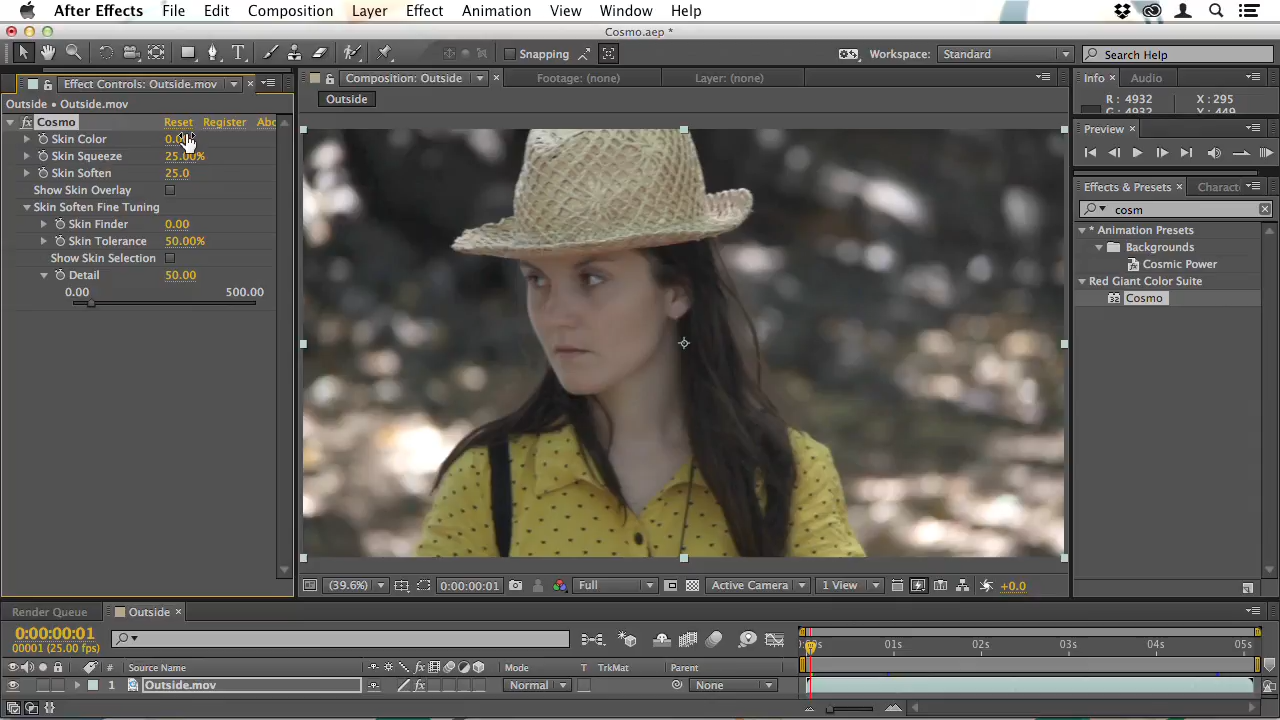 After Effects File Edit Composition Layer Effect Animation View Window Help
Cosmo.aep *
Snapping Workspace: Standard Search Help
Effect Controls: Outside.mov
Outside • Outside.mov
fx Cosmo Reset Register Abo
Skin Color
Skin Squeeze 25.00%
Skin Soften 25.0
Show Skin Overlay
Skin Soften Fine Tuning
Skin Finder 0.00
Skin Tolerance 50.00%
Show Skin Selection
Detail 50.00
0.00 500.00
Composition: Outside Footage: (none) Layer: (none)
Outside
(39.6%) 0:00:00:01 Full Active Camera 1 View +0.0
Info Audio
R : 4932 X : 295
Preview
Effects & Presets Charact
cosm
* Animation Presets
Backgrounds
Cosmic Power
Red Giant Color Suite
Cosmo
Render Queue Outside
0:00:00:01
00001 (25.00 fps)
01s 02s 03s 04s 05s
# Source Name fx Mode T TrkMat Parent
1 Outside.mov fx Normal None